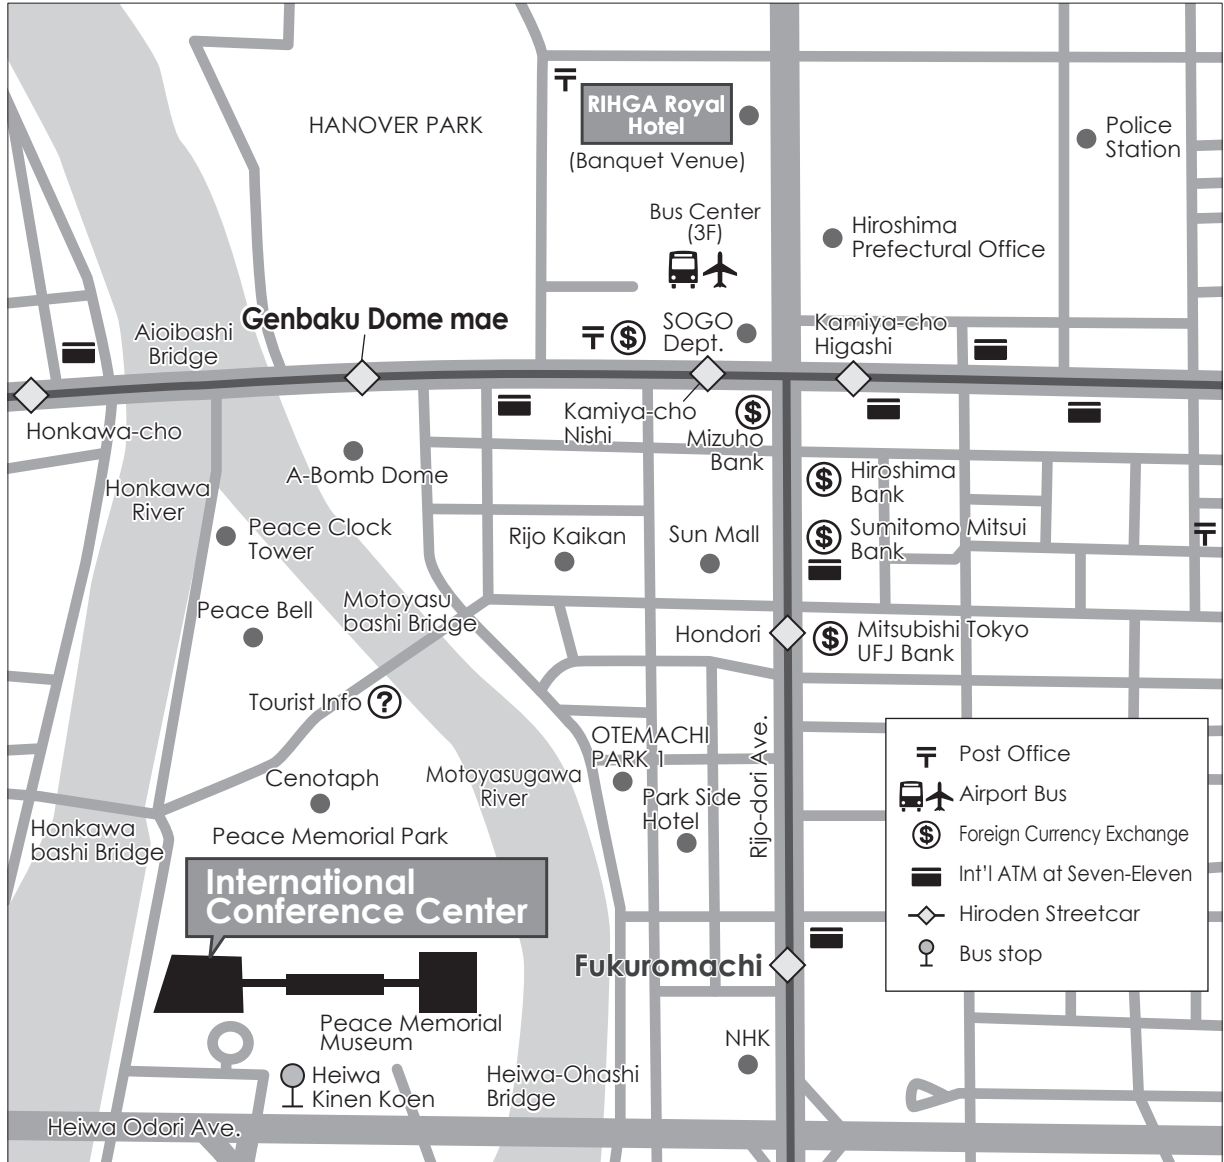 HANOVER PARK
RIHGA Royal
Hotel
(Banquet Venue)
Police
Station
Bus Center
(3F)
Hiroshima
Prefectural Office
Genbaku Dome mae
Aioibashi
Bridge
SOGO
Dept.
Kamiya-cho
Higashi
Honkawa-cho
Kamiya-cho
Nishi
Mizuho
Bank
A-Bomb Dome
Hiroshima
Bank
Honkawa
River
Peace Clock
Tower
Rijo Kaikan
Sun Mall
Sumitomo Mitsui
Bank
Peace Bell
Motoyasu
bashi Bridge
Hondori
Mitsubishi Tokyo
UFJ Bank
Tourist Info
?
OTEMACHI
PARK 1
Rijo-dori Ave.
Cenotaph
Motoyasugawa
River
Park Side
Hotel
Honkawa
bashi Bridge
Peace Memorial Park
International
Conference Center
Fukuromachi
Peace Memorial
Museum
NHK
Heiwa
Kinen Koen
Heiwa-Ohashi
Bridge
Heiwa Odori Ave.
Post Office
Airport Bus
$ Foreign Currency Exchange
Int'l ATM at Seven-Eleven
Hiroden Streetcar
Bus stop